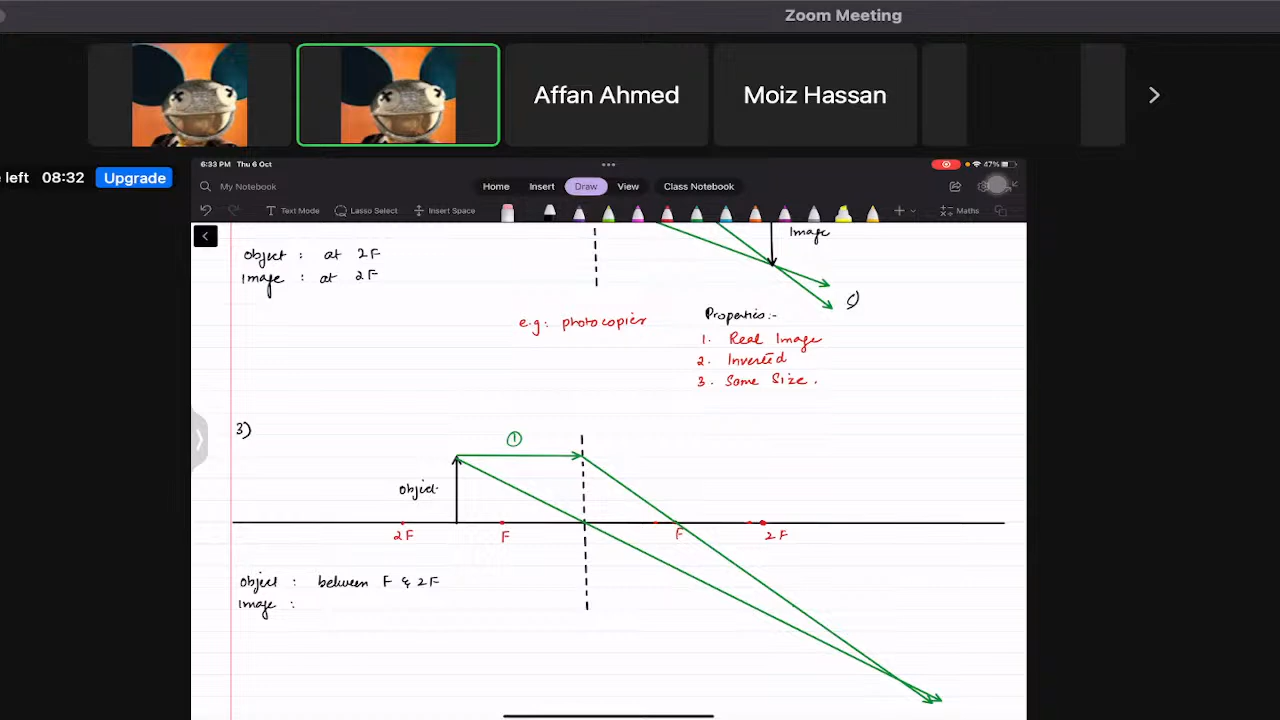 Zoom Meeting
Affan Ahmed
Moiz Hassan
left 08:32 Upgrade
6:33 PM Thu 6 Oct
47%
My Notebook
Home Insert Draw View Class Notebook
Text Mode Lasso Select Insert Space
Maths
Image
Object : at 2F
Image : at 2F
e.g: photocopier
Properties:-
1. Real Image
2. Inverted
3. Same Size.
3)
1
Object
2F F F 2F
Object : between F & 2F
Image :